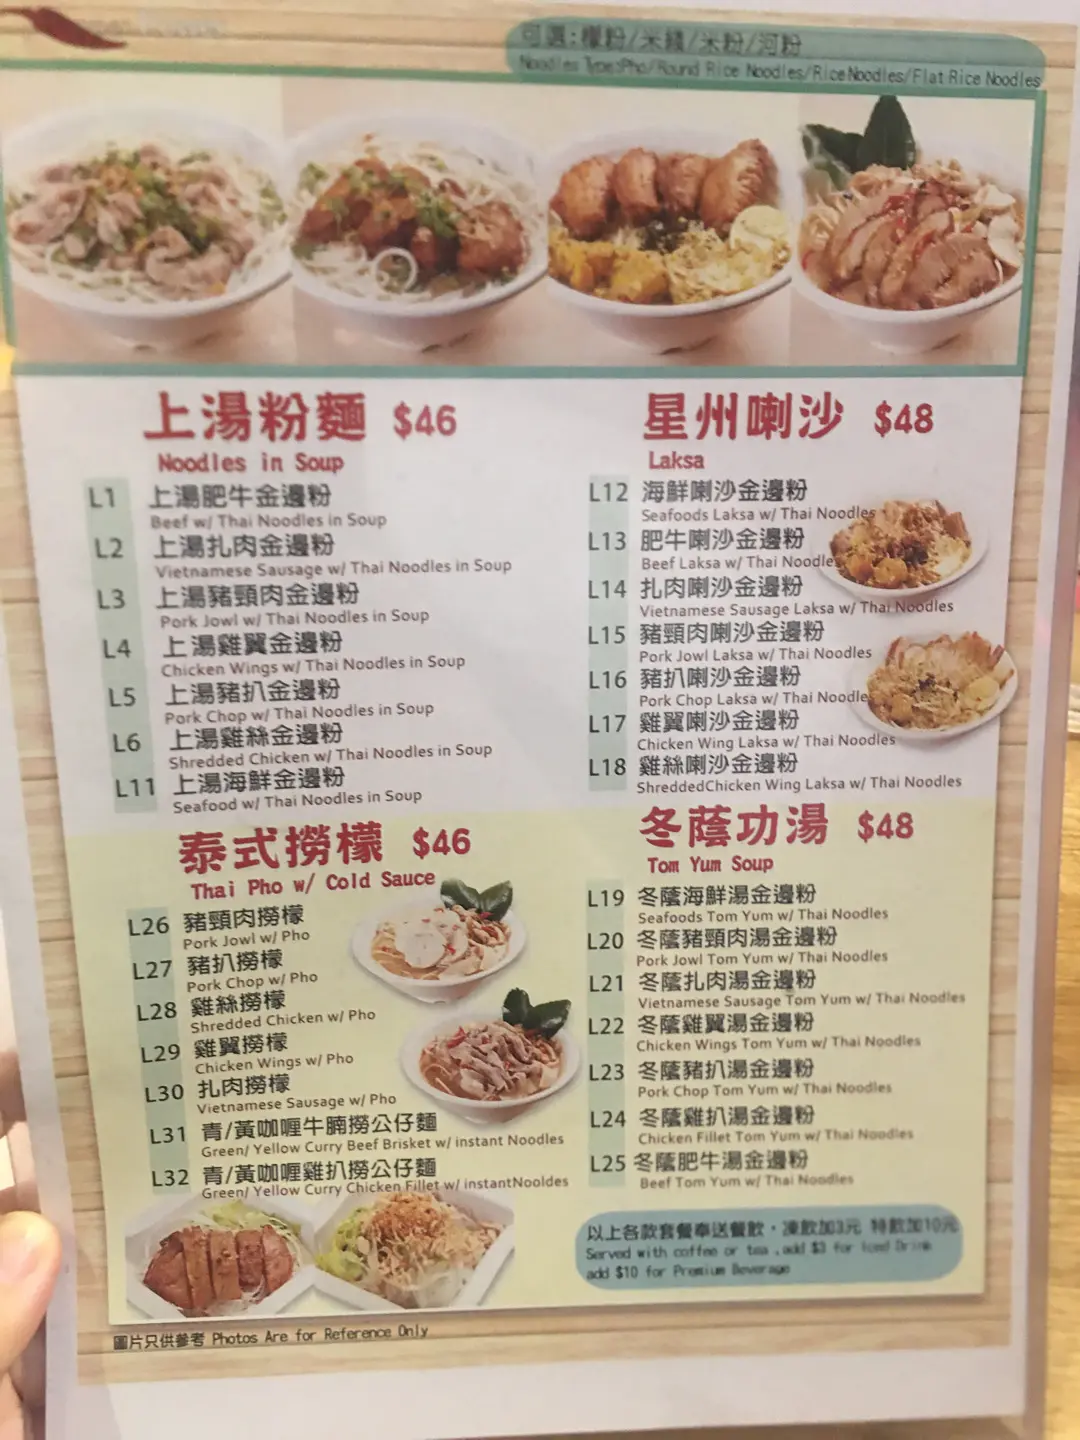 可選:檬粉/米綫/米粉/河粉
Noodles Type:Pho/Round Rice Noodles/Rice Noodles/Flat Rice Noodles
上湯粉麵 $46
Noodles in Soup
L1 上湯肥牛金邊粉
Beef w/ Thai Noodles in Soup
L2 上湯扎肉金邊粉
Vietnamese Sausage w/ Thai Noodles in Soup
L3 上湯豬頸肉金邊粉
Pork Jowl w/ Thai Noodles in Soup
L4 上湯雞翼金邊粉
Chicken Wings w/ Thai Noodles in Soup
L5 上湯豬扒金邊粉
Pork Chop w/ Thai Noodles in Soup
L6 上湯雞絲金邊粉
Shredded Chicken w/ Thai Noodles in Soup
L11 上湯海鮮金邊粉
Seafood w/ Thai Noodles in Soup
星州喇沙 $48
Laksa
L12 海鮮喇沙金邊粉
Seafoods Laksa w/ Thai Noodles
L13 肥牛喇沙金邊粉
Beef Laksa w/ Thai Noodles
L14 扎肉喇沙金邊粉
Vietnamese Sausage Laksa w/ Thai Noodles
L15 豬頸肉喇沙金邊粉
Pork Jowl Laksa w/ Thai Noodles
L16 豬扒喇沙金邊粉
Pork Chop Laksa w/ Thai Noodle
L17 雞翼喇沙金邊粉
Chicken Wing Laksa w/ Thai Noodles
L18 雞絲喇沙金邊粉
ShreddedChicken Wing Laksa w/ Thai Noodles
泰式撈檬 $46
Thai Pho w/ Cold Sauce
L26 豬頸肉撈檬
Pork Jowl w/ Pho
L27 豬扒撈檬
Pork Chop w/ Pho
L28 雞絲撈檬
Shredded Chicken w/ Pho
L29 雞翼撈檬
Chicken Wings w/ Pho
L30 扎肉撈檬
Vietnamese Sausage w/ Pho
L31 青/黃咖喱牛腩撈公仔麵
Green/ Yellow Curry Beef Brisket w/ instant Noodles
L32 青/黃咖喱雞扒撈公仔麵
Green/ Yellow Curry Chicken Fillet w/ instantNooldes
冬蔭功湯 $48
Tom Yum Soup
L19 冬蔭海鮮湯金邊粉
Seafoods Tom Yum w/ Thai Noodles
L20 冬蔭豬頸肉湯金邊粉
Pork Jowl Tom Yum w/ Thai Noodles
L21 冬蔭扎肉湯金邊粉
Vietnamese Sausage Tom Yum w/ Thai Noodles
L22 冬蔭雞翼湯金邊粉
Chicken Wings Tom Yum w/ Thai Noodles
L23 冬蔭豬扒湯金邊粉
Pork Chop Tom Yum w/ Thai Noodles
L24 冬蔭雞扒湯金邊粉
Chicken Fillet Tom Yum w/ Thai Noodles
L25 冬蔭肥牛湯金邊粉
Beef Tom Yum w/ Thai Noodles
以上各款套餐奉送餐飲，凍飲加3元 特飲加10元
Served with coffee or tea ,add $3 for Iced Drink
add $10 for Premium Beverage
圖片只供參考 Photos Are for Reference Only